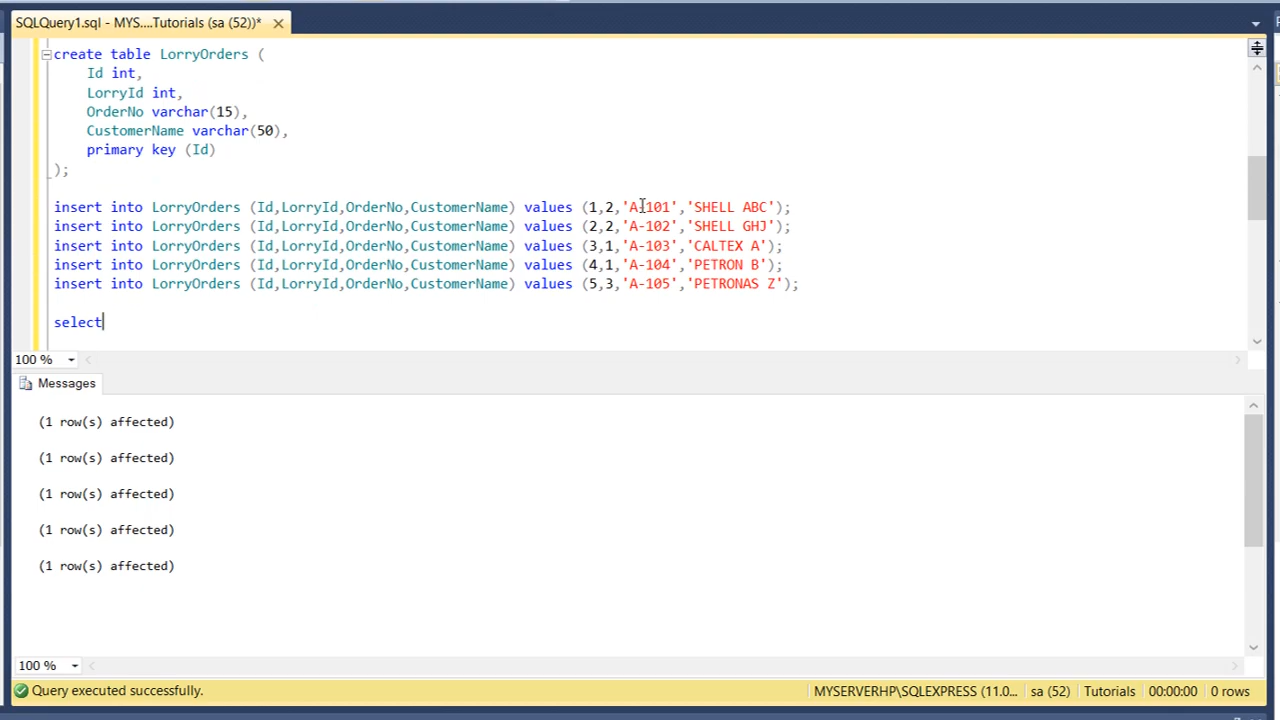 SQLQuery1.sql - MYS....Tutorials (sa (52))*
create table LorryOrders (
Id int,
LorryId int,
OrderNo varchar(15),
CustomerName varchar(50),
primary key (Id)
);
insert into LorryOrders (Id,LorryId,OrderNo,CustomerName) values (1,2,'A-101','SHELL ABC');
insert into LorryOrders (Id,LorryId,OrderNo,CustomerName) values (2,2,'A-102','SHELL GHJ');
insert into LorryOrders (Id,LorryId,OrderNo,CustomerName) values (3,1,'A-103','CALTEX A');
insert into LorryOrders (Id,LorryId,OrderNo,CustomerName) values (4,1,'A-104','PETRON B');
insert into LorryOrders (Id,LorryId,OrderNo,CustomerName) values (5,3,'A-105','PETRONAS Z');
select
100 %
Messages
(1 row(s) affected)
(1 row(s) affected)
(1 row(s) affected)
(1 row(s) affected)
(1 row(s) affected)
100 %
Query executed successfully. MYSERVERHP\SQLEXPRESS (11.0... sa (52) Tutorials 00:00:00 0 rows